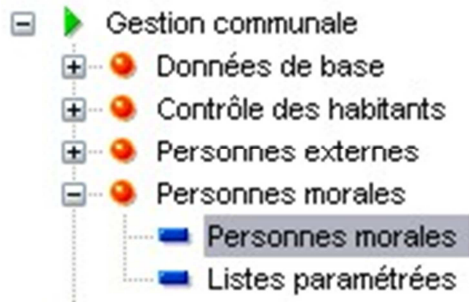 Gestion communale
Données de base
Contrôle des habitants
Personnes externes
Personnes morales
Personnes morales
Listes paramétrées